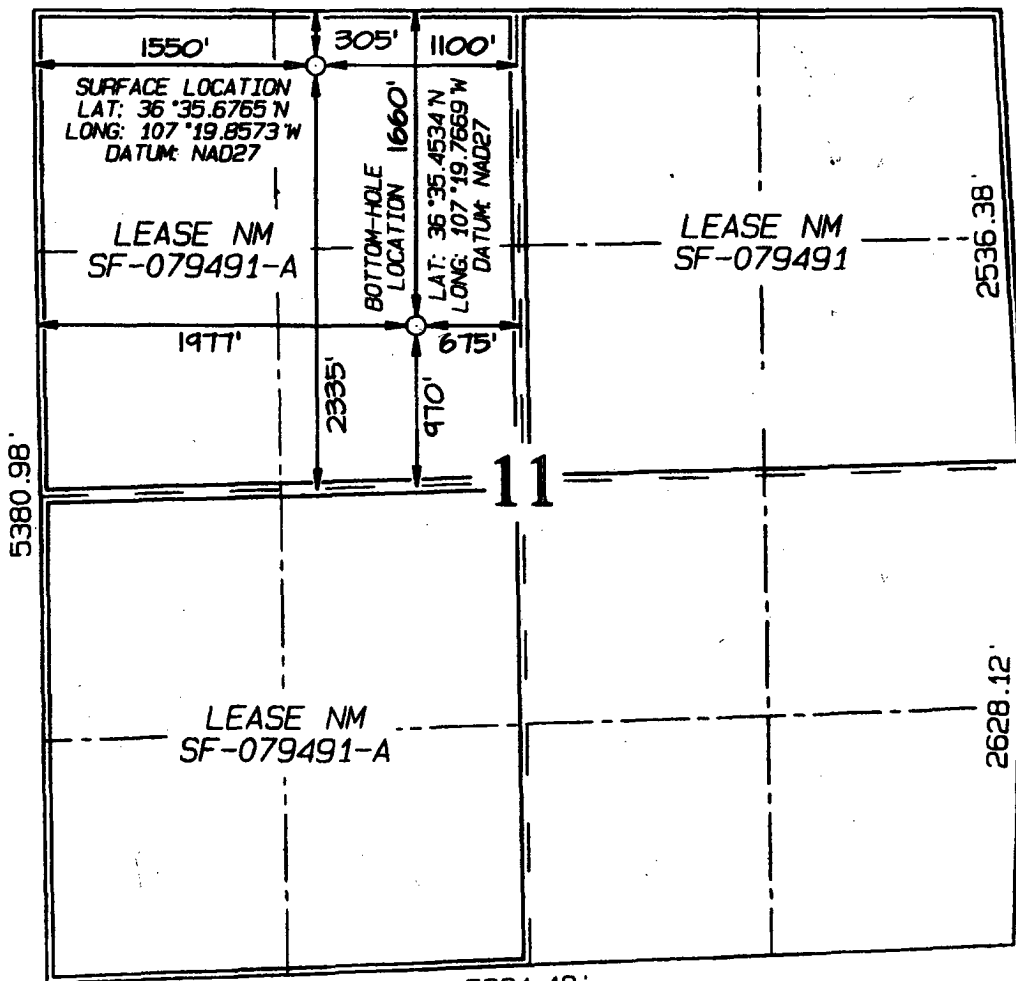 1550'
305'
1100'
SURFACE LOCATION
LAT: 36°35.6765'N
LONG: 107°19.8573'W
DATUM: NAD27
1660'
BOTTOM-HOLE
LOCATION
LAT: 36°35.4534'N
LONG: 107°19.7669'W
DATUM: NAD27
LEASE NM
SF-079491-A
LEASE NM
SF-079491
2536.38'
1977'
675'
2335'
970'
5380.98'
11
LEASE NM
SF-079491-A
2628.12'